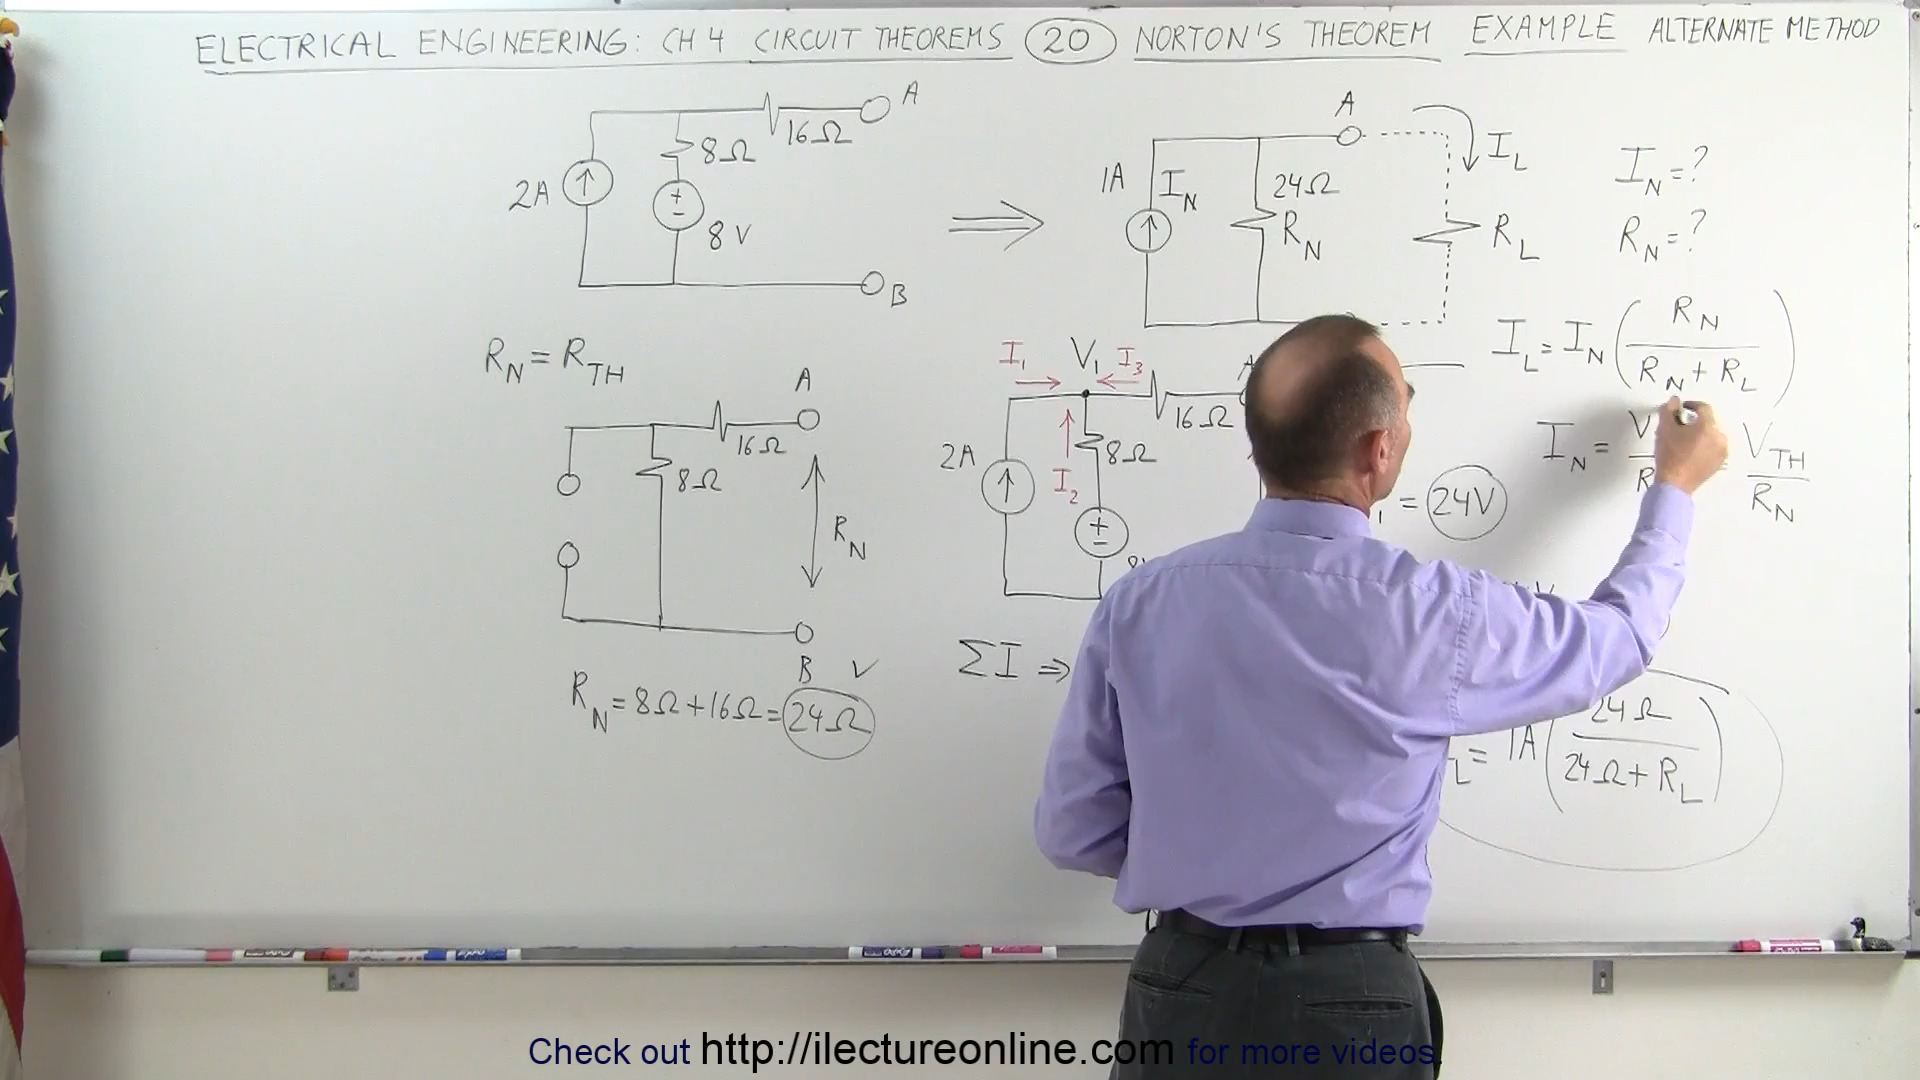 ELECTRICAL ENGINEERING: CH 4 CIRCUIT THEOREMS 20 NORTON'S THEOREM EXAMPLE ALTERNATE METHOD
A
16Ω
8Ω
2A
+
-
8 V
B
A
I_L
1A
I_N
24Ω
R_N
R_L
I_N = ?
R_N = ?
I_L = I_N (R_N / (R_N + R_L))
R_N = R_TH
A
16Ω
8Ω
R_N
B
V
R_N = 8Ω + 16Ω = 24Ω
I_1
V_1
I_3
16Ω
2A
8Ω
I_2
+
-
ΣI ⇒
= 24V
I_N =
V_TH / R_N
= 1A (24Ω / (24Ω + R_L))
Check out http://ilectureonline.com for more videos.